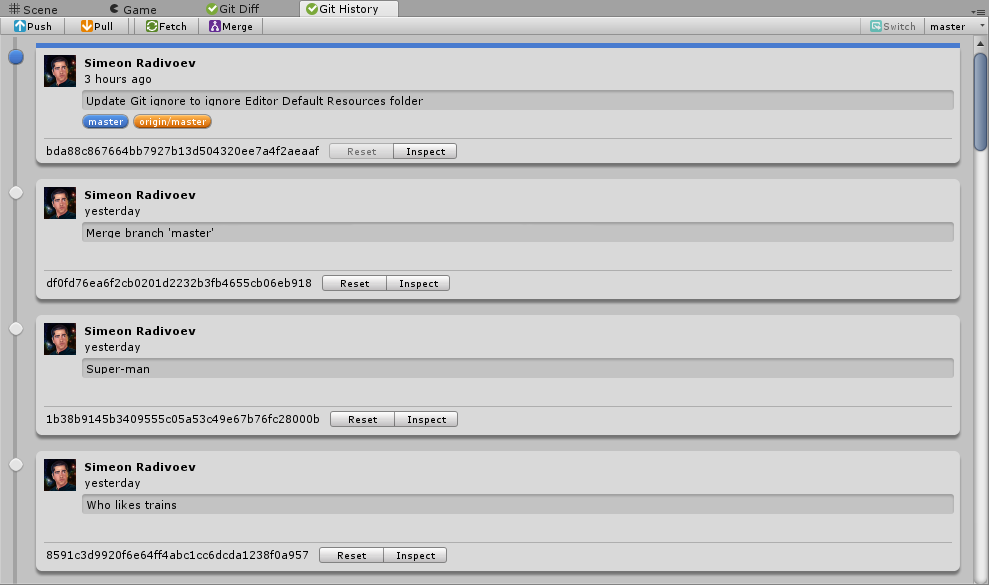 Scene Game Git Diff Git History
Push Pull Fetch Merge Switch master
Simeon Radivoev
3 hours ago
Update Git ignore to ignore Editor Default Resources folder
master origin/master
bda88c867664bb7927b13d504320ee7a4f2aeaaf Reset Inspect
Simeon Radivoev
yesterday
Merge branch 'master'
df0fd76ea6f2cb0201d2232b3fb4655cb06eb918 Reset Inspect
Simeon Radivoev
yesterday
Super-man
1b38b9145b3409555c05a53c49e67b76fc28000b Reset Inspect
Simeon Radivoev
yesterday
Who likes trains
8591c3d9920f6e64ff4abc1cc6dcda1238f0a957 Reset Inspect